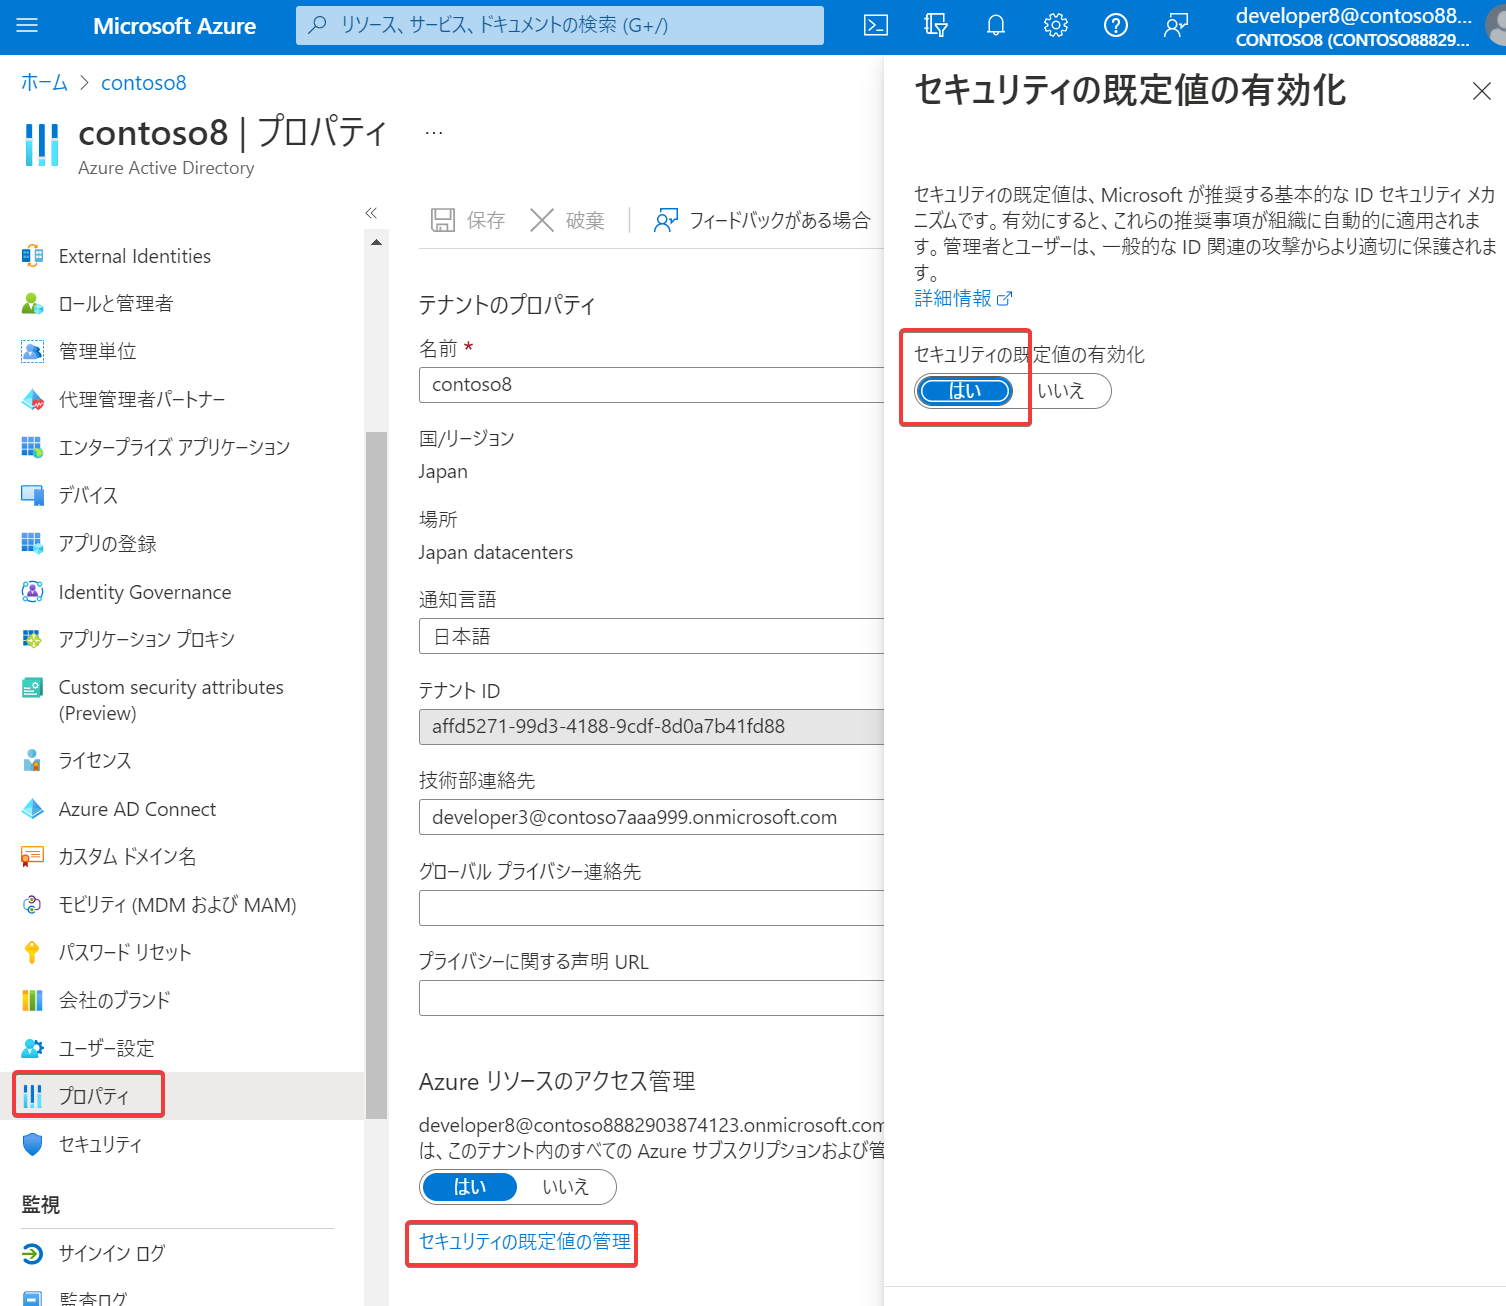 Microsoft Azure
リソース、サービス、ドキュメントの検索 (G+/)
developer8@contoso88...
CONTOSO8 (CONTOSO88829...
ホーム > contoso8
contoso8 | プロパティ
...
Azure Active Directory
«
External Identities
ロールと管理者
管理単位
代理管理者パートナー
エンタープライズ アプリケーション
デバイス
アプリの登録
Identity Governance
アプリケーション プロキシ
Custom security attributes
(Preview)
ライセンス
Azure AD Connect
カスタム ドメイン名
モビリティ (MDM および MAM)
パスワード リセット
会社のブランド
ユーザー設定
プロパティ
セキュリティ
監視
サインイン ログ
監査ログ
保存
破棄
フィードバックがある場合
テナントのプロパティ
名前 *
contoso8
国/リージョン
Japan
場所
Japan datacenters
通知言語
日本語
テナント ID
affd5271-99d3-4188-9cdf-8d0a7b41fd88
技術部連絡先
developer3@contoso7aaa999.onmicrosoft.com
グローバル プライバシー連絡先
プライバシーに関する声明 URL
Azure リソースのアクセス管理
developer8@contoso8882903874123.onmicrosoft.com
は、このテナント内のすべての Azure サブスクリプションおよび管
はい
いいえ
セキュリティの既定値の管理
セキュリティの既定値の有効化
セキュリティの既定値は、Microsoft が推奨する基本的な ID セキュリティ メカ
ニズムです。有効にすると、これらの推奨事項が組織に自動的に適用されま
す。管理者とユーザーは、一般的な ID 関連の攻撃からより適切に保護されま
す。
詳細情報
セキュリティの既定値の有効化
はい
いいえ